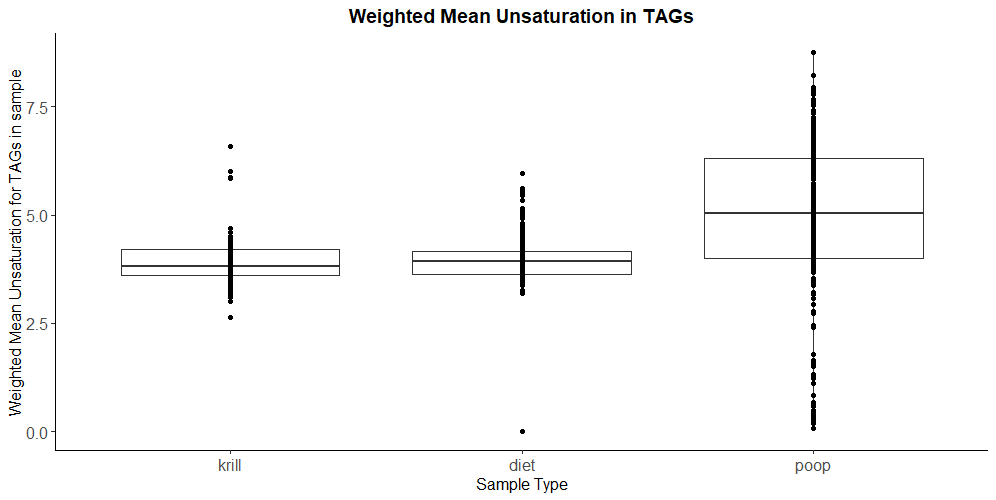 Weighted Mean Unsaturation in TAGs
Weighted Mean Unsaturation for TAGs in sample
7.5
5.0
2.5
0.0
krill
diet
poop
Sample Type